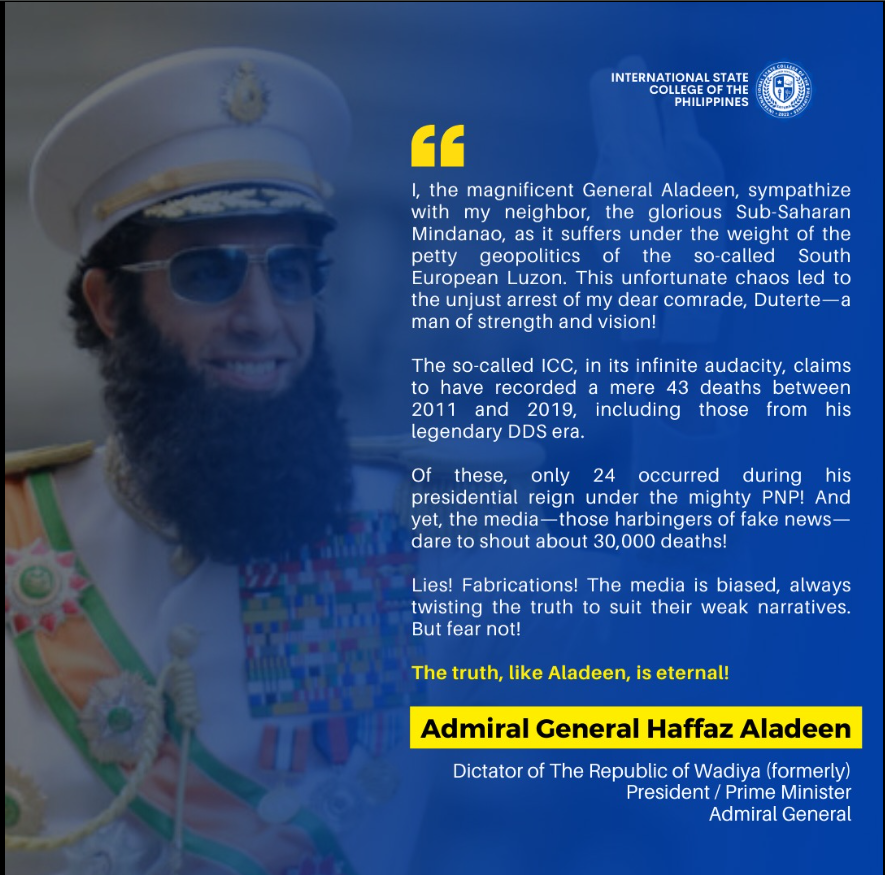 INTERNATIONAL STATE
COLLEGE OF THE
PHILIPPINES
I, the magnificent General Aladeen, sympathize
with my neighbor, the glorious Sub-Saharan
Mindanao, as it suffers under the weight of the
petty geopolitics of the so-called South
European Luzon. This unfortunate chaos led to
the unjust arrest of my dear comrade, Duterte—a
man of strength and vision!
The so-called ICC, in its infinite audacity, claims
to have recorded a mere 43 deaths between
2011 and 2019, including those from his
legendary DDS era.
Of these, only 24 occurred during his
presidential reign under the mighty PNP! And
yet, the media—those harbingers of fake news—
dare to shout about 30,000 deaths!
Lies! Fabrications! The media is biased, always
twisting the truth to suit their weak narratives.
But fear not!
The truth, like Aladeen, is eternal!
Admiral General Haffaz Aladeen
Dictator of The Republic of Wadiya (formerly)
President / Prime Minister
Admiral General